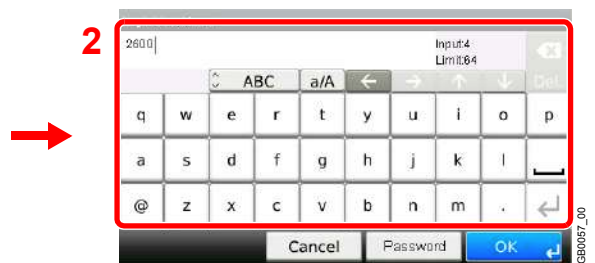 2
2600
Input:4
Limit:64
ABC a/A ← → ↑ ↓ Del.
q w e r t y u i o p
a s d f g h j k l
@ z x c v b n m .
Cancel Password OK
GB0057_00